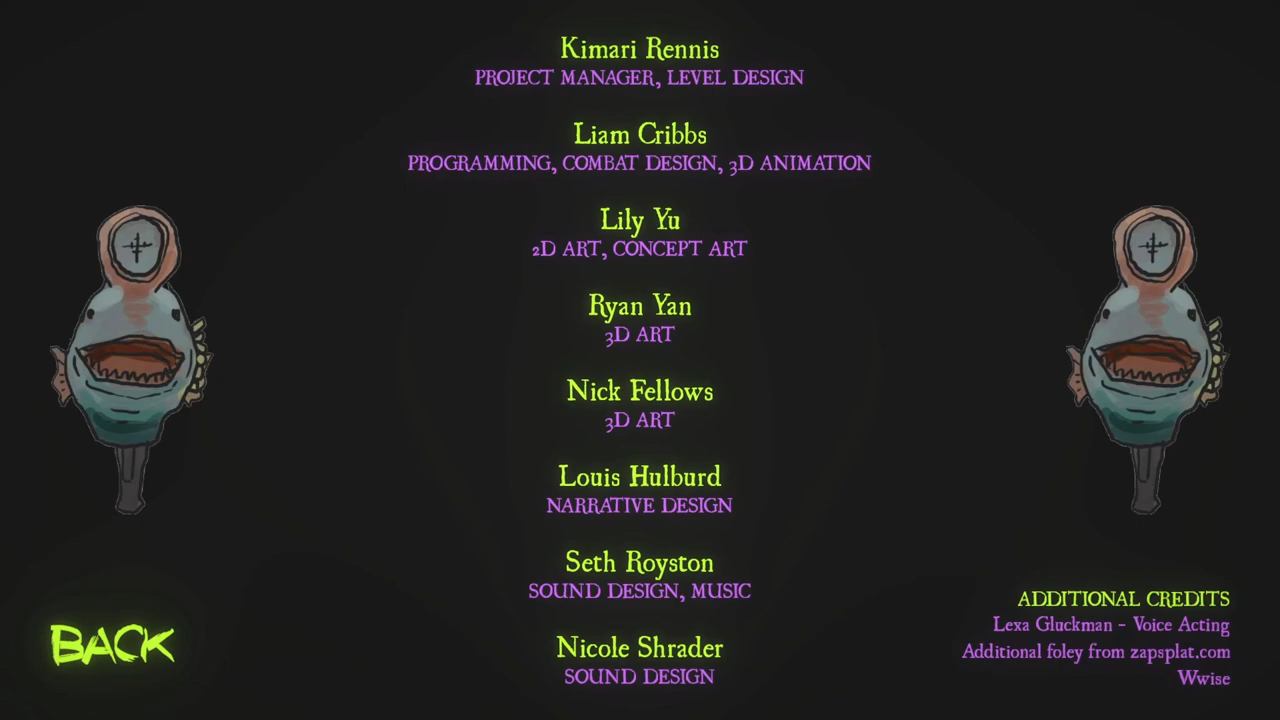 Kimari Rennis
PROJECT MANAGER, LEVEL DESIGN
Liam Cribbs
PROGRAMMING, COMBAT DESIGN, 3D ANIMATION
Lily Yu
2D ART, CONCEPT ART
Ryan Yan
3D ART
Nick Fellows
3D ART
Louis Hulburd
NARRATIVE DESIGN
Seth Royston
SOUND DESIGN, MUSIC
Nicole Shrader
SOUND DESIGN
BACK
ADDITIONAL CREDITS
Lexa Gluckman - Voice Acting
Additional foley from zapsplat.com
Wwise